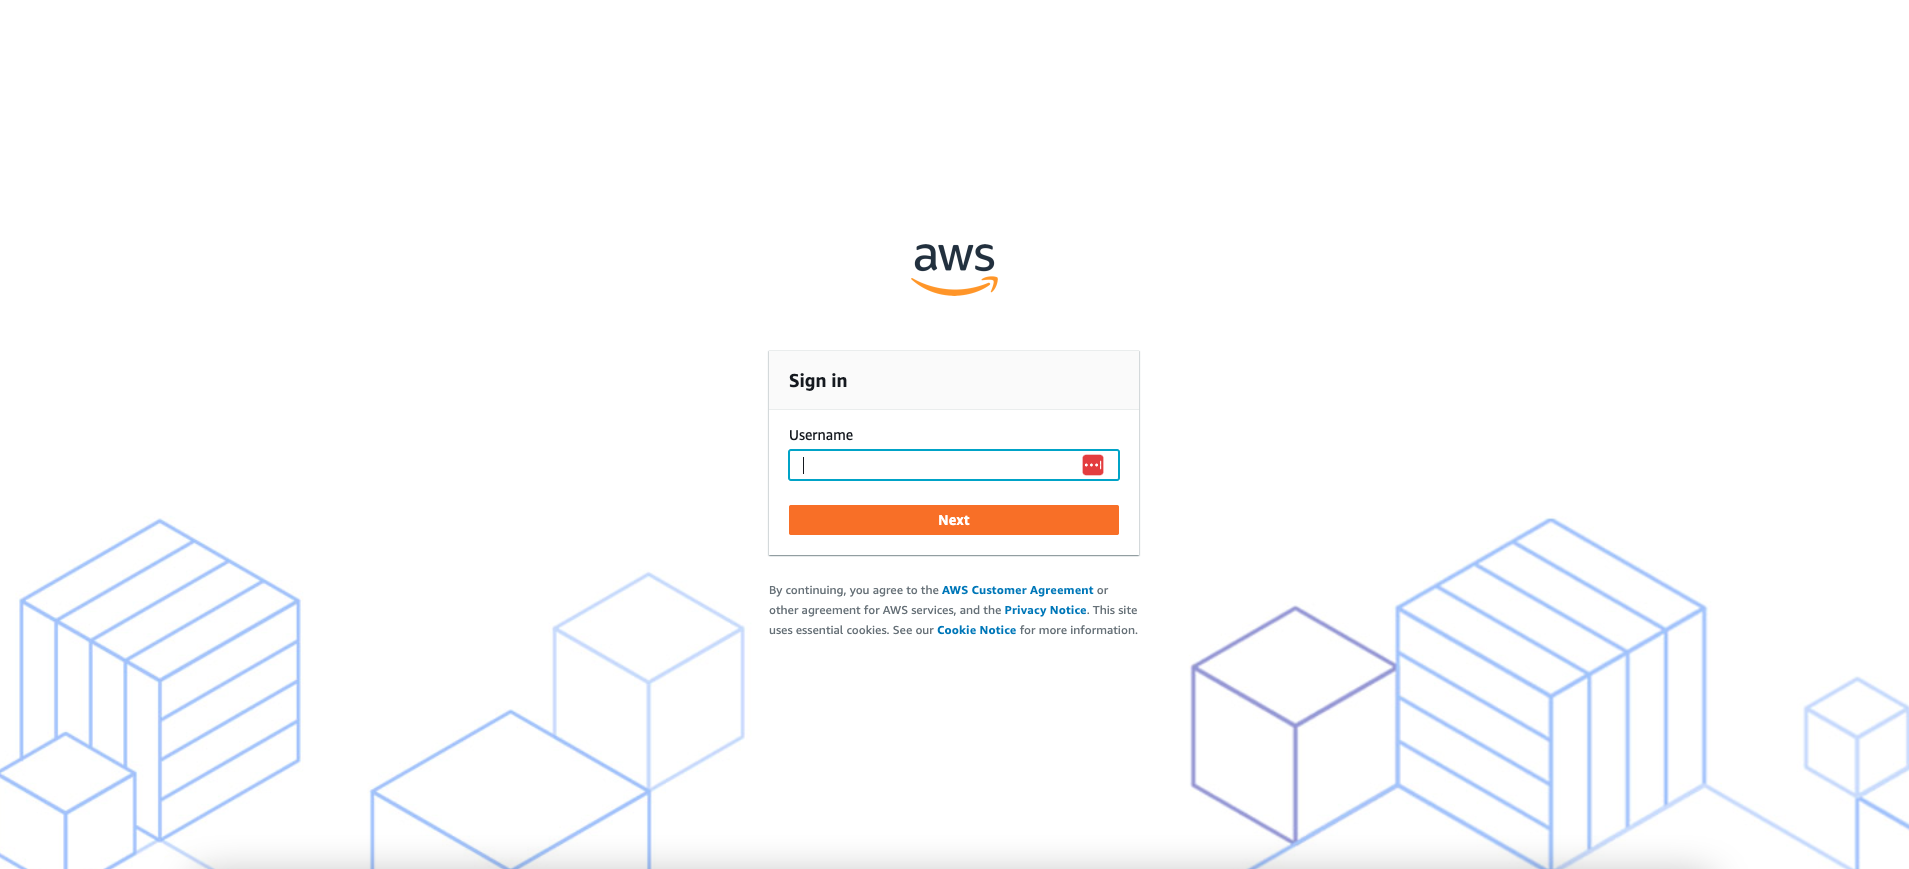 aws
Sign in
Username
Next
By continuing, you agree to the AWS Customer Agreement or
other agreement for AWS services, and the Privacy Notice. This site
uses essential cookies. See our Cookie Notice for more information.